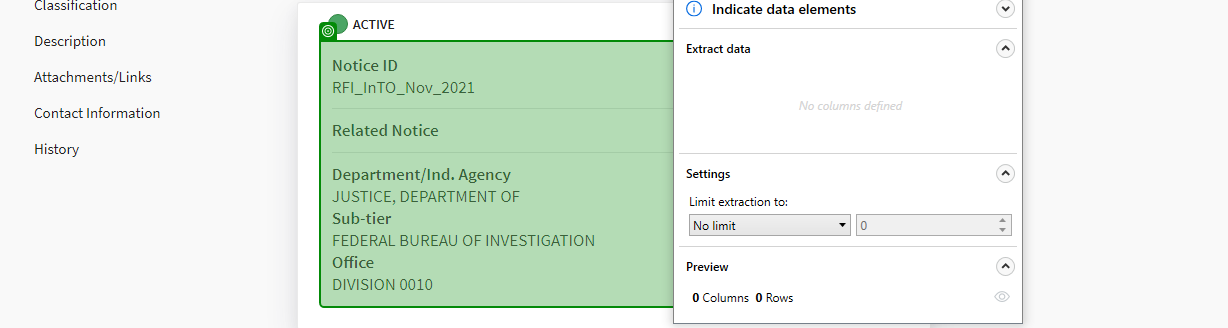 Classification
Description
Attachments/Links
Contact Information
History
ACTIVE
Notice ID
RFI_InTO_Nov_2021
Related Notice
Department/Ind. Agency
JUSTICE, DEPARTMENT OF
Sub-tier
FEDERAL BUREAU OF INVESTIGATION
Office
DIVISION 0010
Indicate data elements
Extract data
No columns defined
Settings
Limit extraction to:
No limit 0
Preview
0 Columns 0 Rows